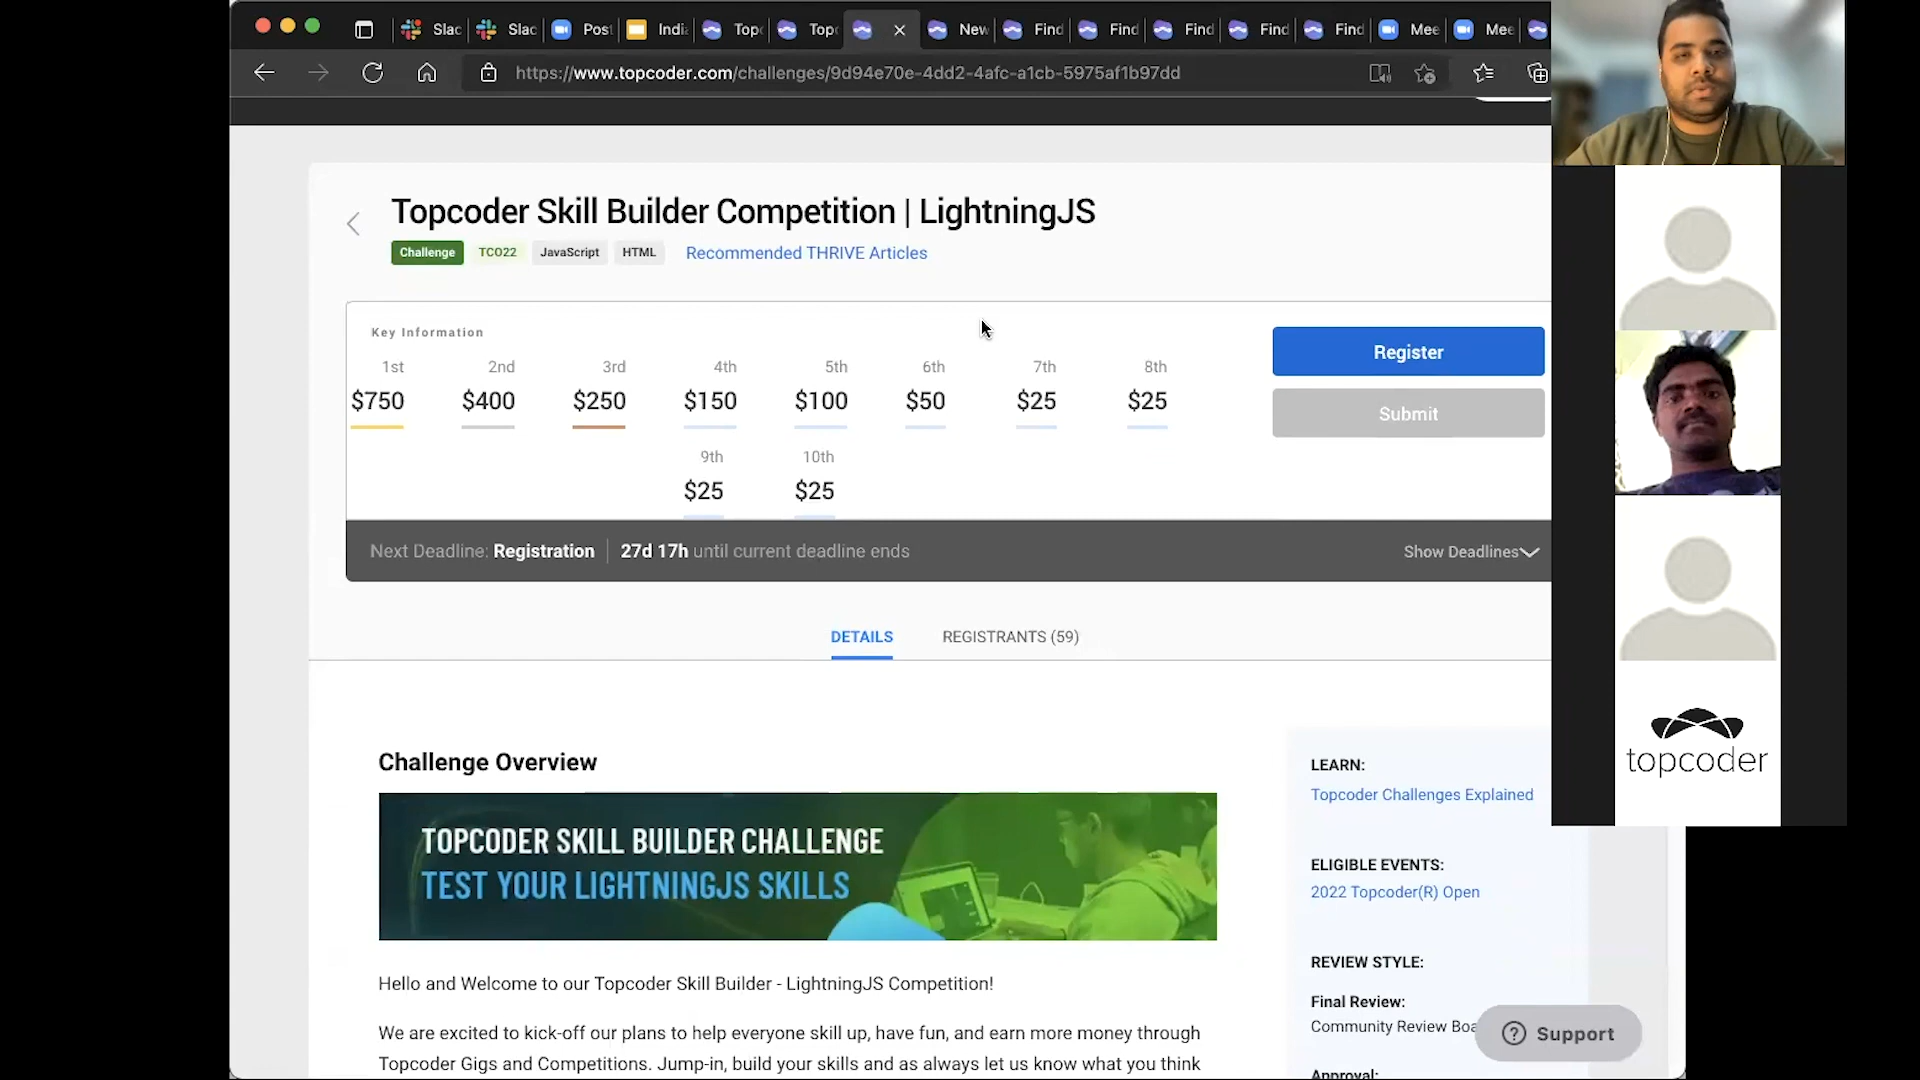 Slac
Slac
Post
Indi
Topc
Topc
New
Find
Find
Find
Find
Find
Mee
Mee
https://www.topcoder.com/challenges/9d94e70e-4dd2-4afc-a1cb-5975af1b97dd
Topcoder Skill Builder Competition | LightningJS
Challenge TCO22 JavaScript HTML Recommended THRIVE Articles
Key Information
1st 2nd 3rd 4th 5th 6th 7th 8th
$750 $400 $250 $150 $100 $50 $25 $25
9th 10th
$25 $25
Register
Submit
Next Deadline: Registration 27d 17h until current deadline ends Show Deadlines
DETAILS REGISTRANTS (59)
Challenge Overview
TOPCODER SKILL BUILDER CHALLENGE
TEST YOUR LIGHTNINGJS SKILLS
Hello and Welcome to our Topcoder Skill Builder - LightningJS Competition!
We are excited to kick-off our plans to help everyone skill up, have fun, and earn more money through
Topcoder Gigs and Competitions. Jump-in, build your skills and as always let us know what you think
LEARN:
Topcoder Challenges Explained
ELIGIBLE EVENTS:
2022 Topcoder(R) Open
REVIEW STYLE:
Final Review:
Community Review Boa
Approval:
Support
topcoder